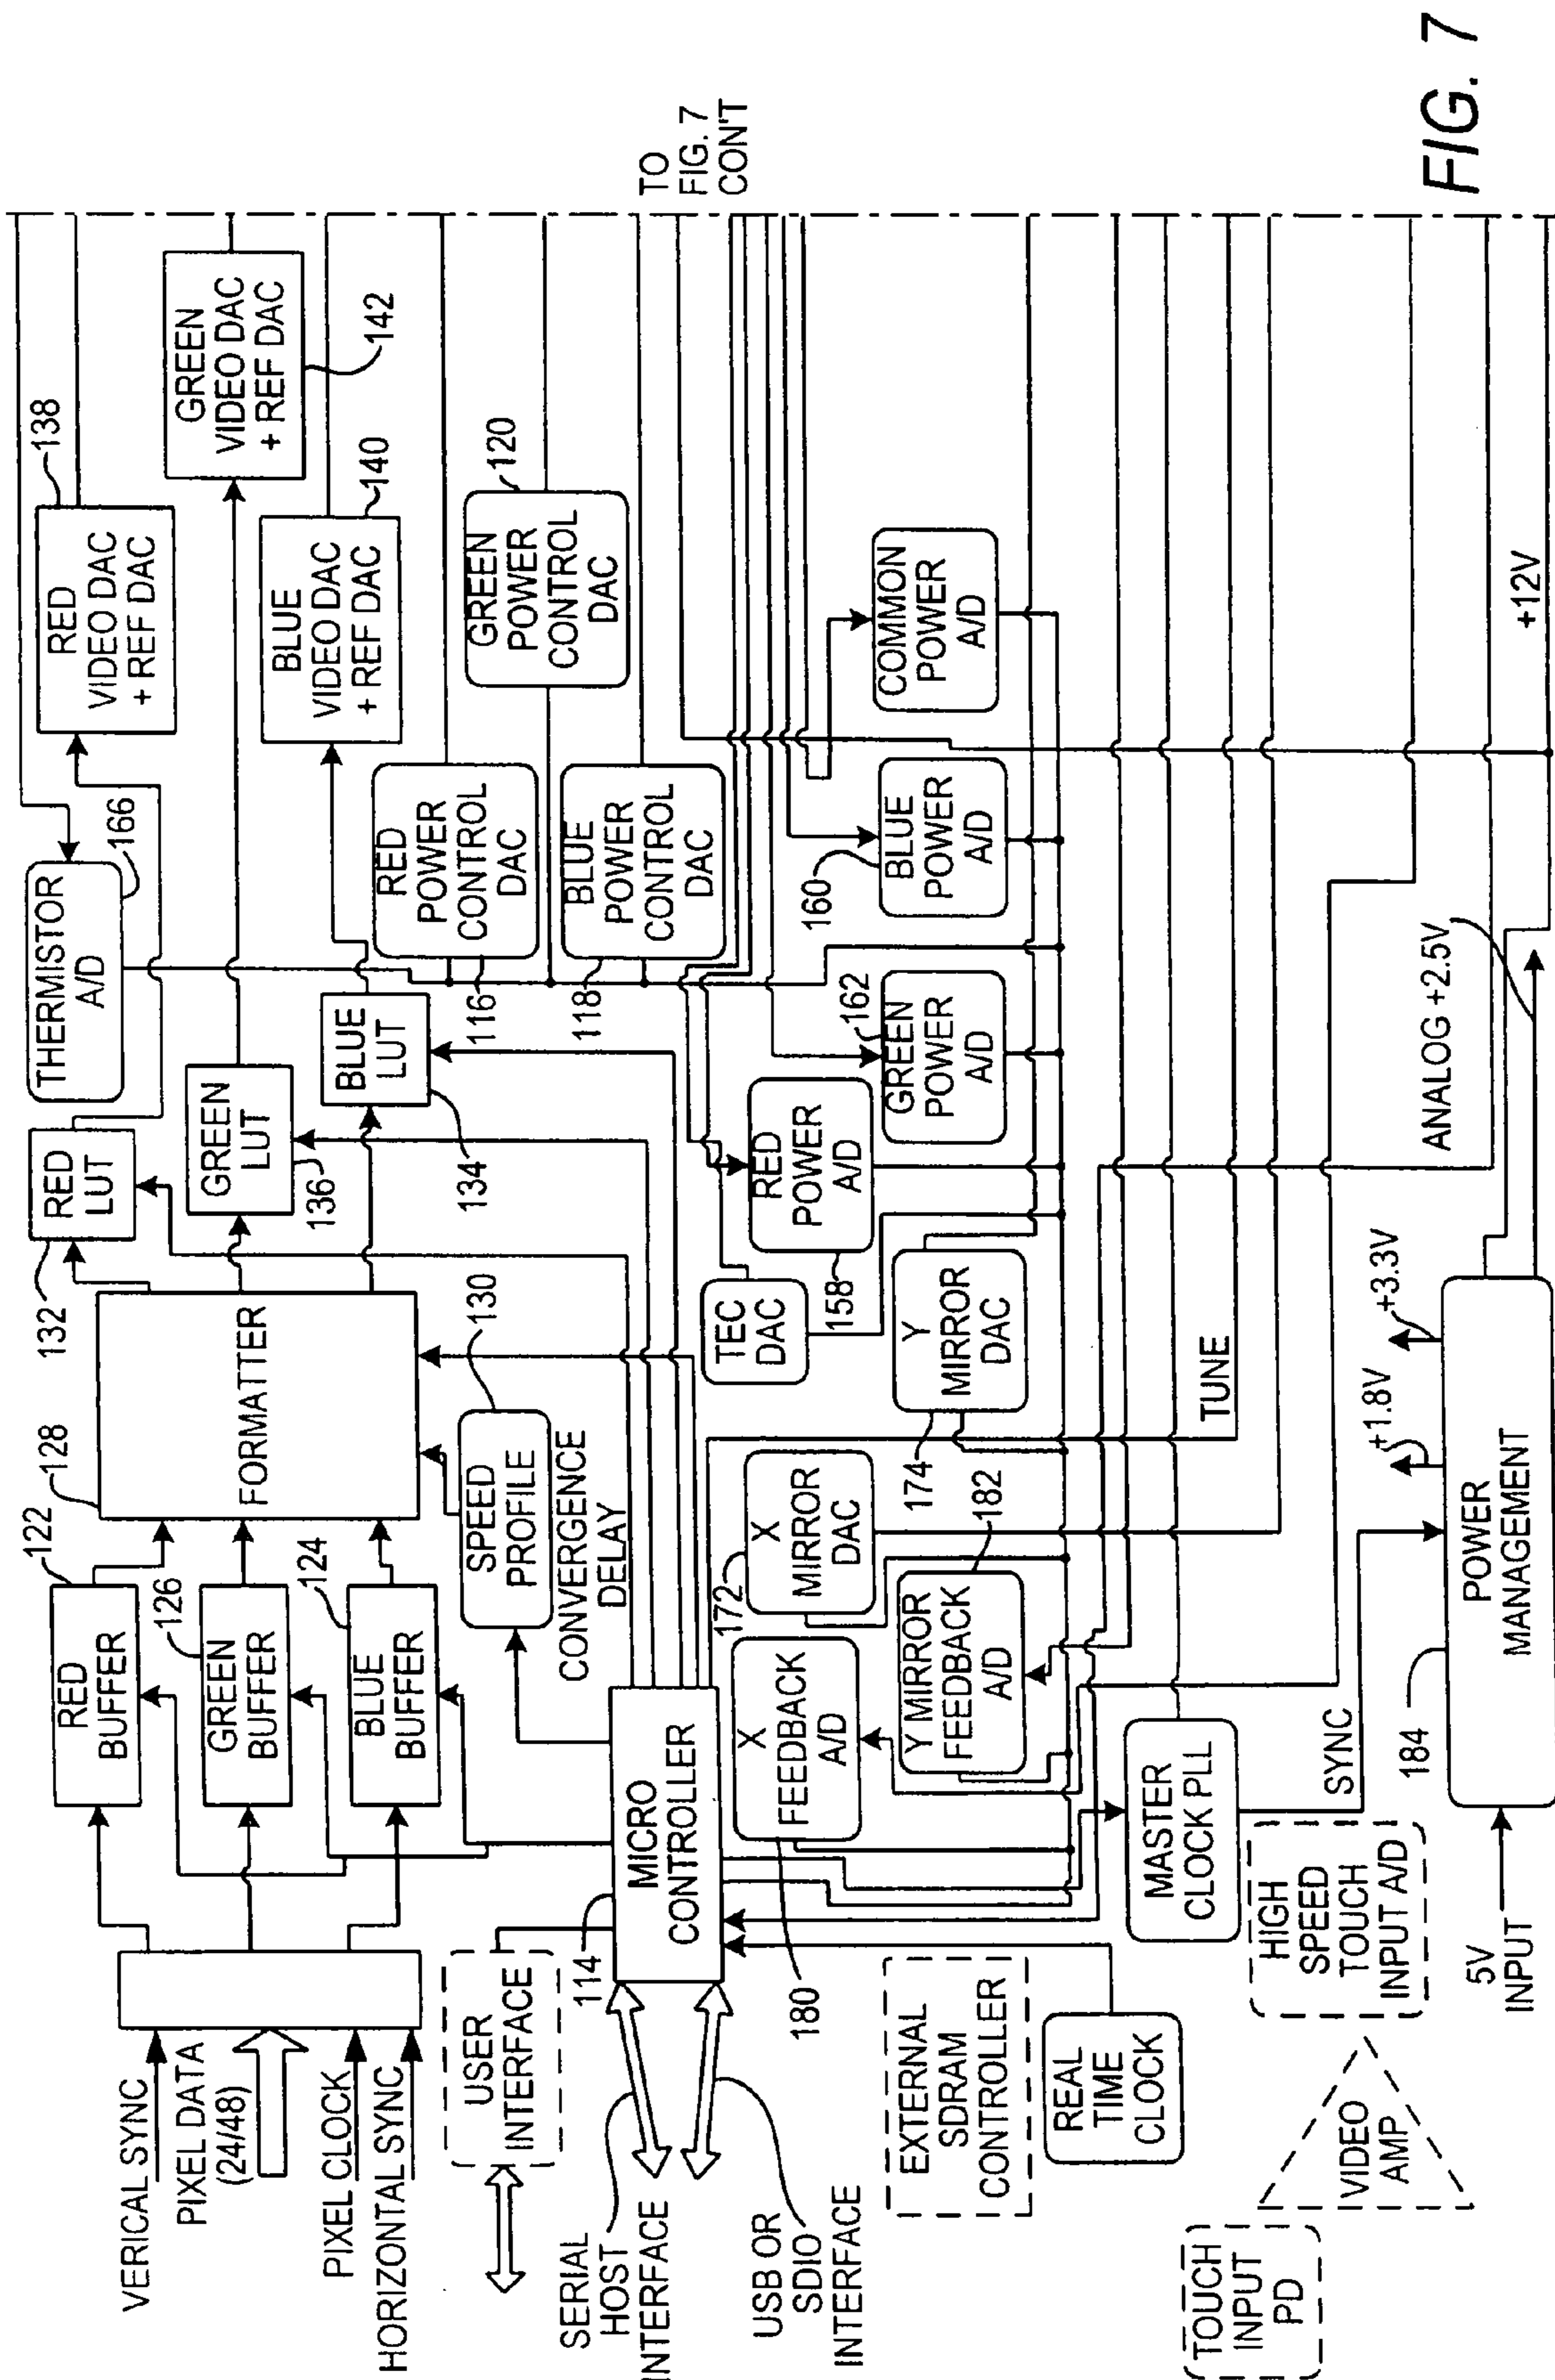 VERICAL SYNC
PIXEL DATA
(24/48)
PIXEL CLOCK
HORIZONTAL SYNC
RED
BUFFER
122
GREEN
BUFFER
126
BLUE
BUFFER
124
FORMATTER
128
SPEED
PROFILE
130
CONVERGENCE
DELAY
RED
LUT
132
GREEN
LUT
136
BLUE
LUT
134
THERMISTOR
A/D
166
RED
VIDEO DAC
+ REF DAC
138
GREEN
VIDEO DAC
+ REF DAC
142
BLUE
VIDEO DAC
+ REF DAC
140
RED
POWER
CONTROL
DAC
116
GREEN
POWER
CONTROL
DAC
120
BLUE
POWER
CONTROL
DAC
118
TO
FIG. 7
CON'T
USER
INTERFACE
SERIAL
HOST
INTERFACE
USB OR
SDIO
INTERFACE
MICRO
CONTROLLER
114
TEC
DAC
RED
POWER
A/D
158
GREEN
POWER
A/D
162
BLUE
POWER
A/D
160
COMMON
POWER
A/D
X
FEEDBACK
A/D
180
X
MIRROR
DAC
172
Y MIRROR
FEEDBACK
A/D
182
Y
MIRROR
DAC
174
EXTERNAL
SDRAM
CONTROLLER
REAL
TIME
CLOCK
MASTER
CLOCK PLL
TUNE
SYNC
HIGH
SPEED
TOUCH
INPUT A/D
TOUCH
INPUT
PD
VIDEO
AMP
5V
INPUT
POWER
MANAGEMENT
184
+1.8V
+3.3V
ANALOG +2.5V
+12V
FIG. 7